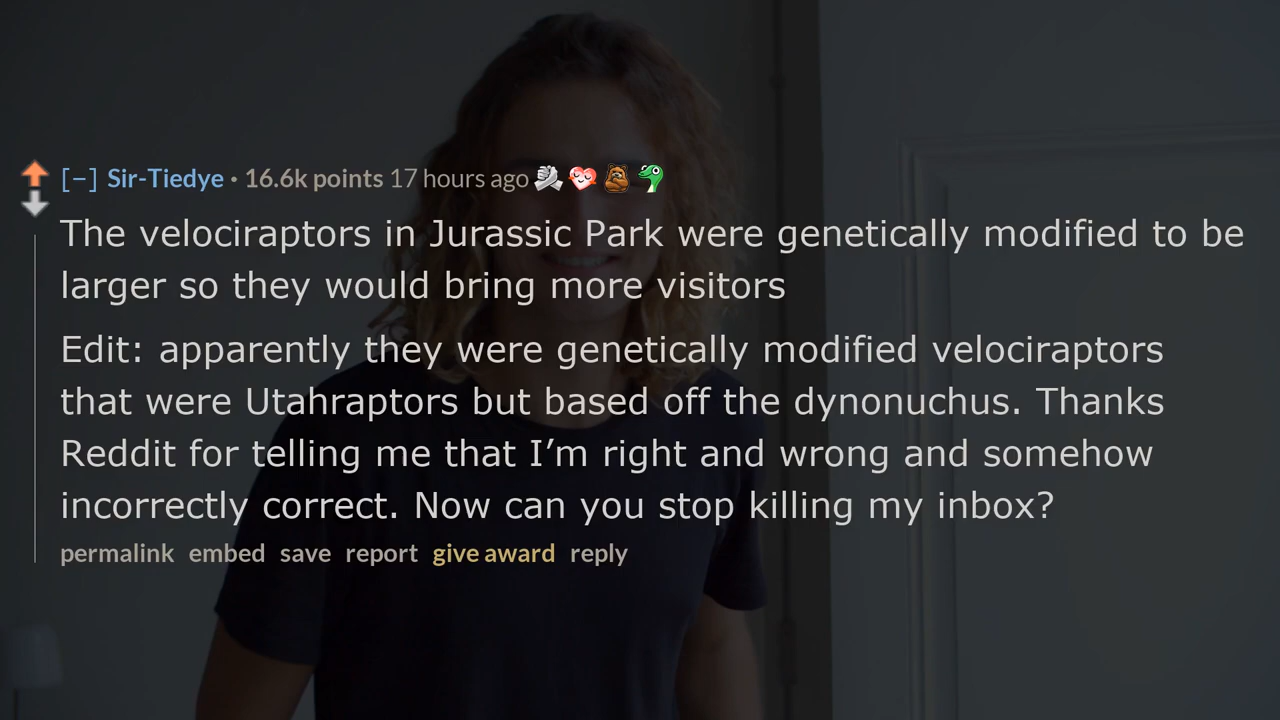 [–] Sir-Tiedye · 16.6k points 17 hours ago
The velociraptors in Jurassic Park were genetically modified to be
larger so they would bring more visitors
Edit: apparently they were genetically modified velociraptors
that were Utahraptors but based off the dynonuchus. Thanks
Reddit for telling me that I’m right and wrong and somehow
incorrectly correct. Now can you stop killing my inbox?
permalink embed save report give award reply